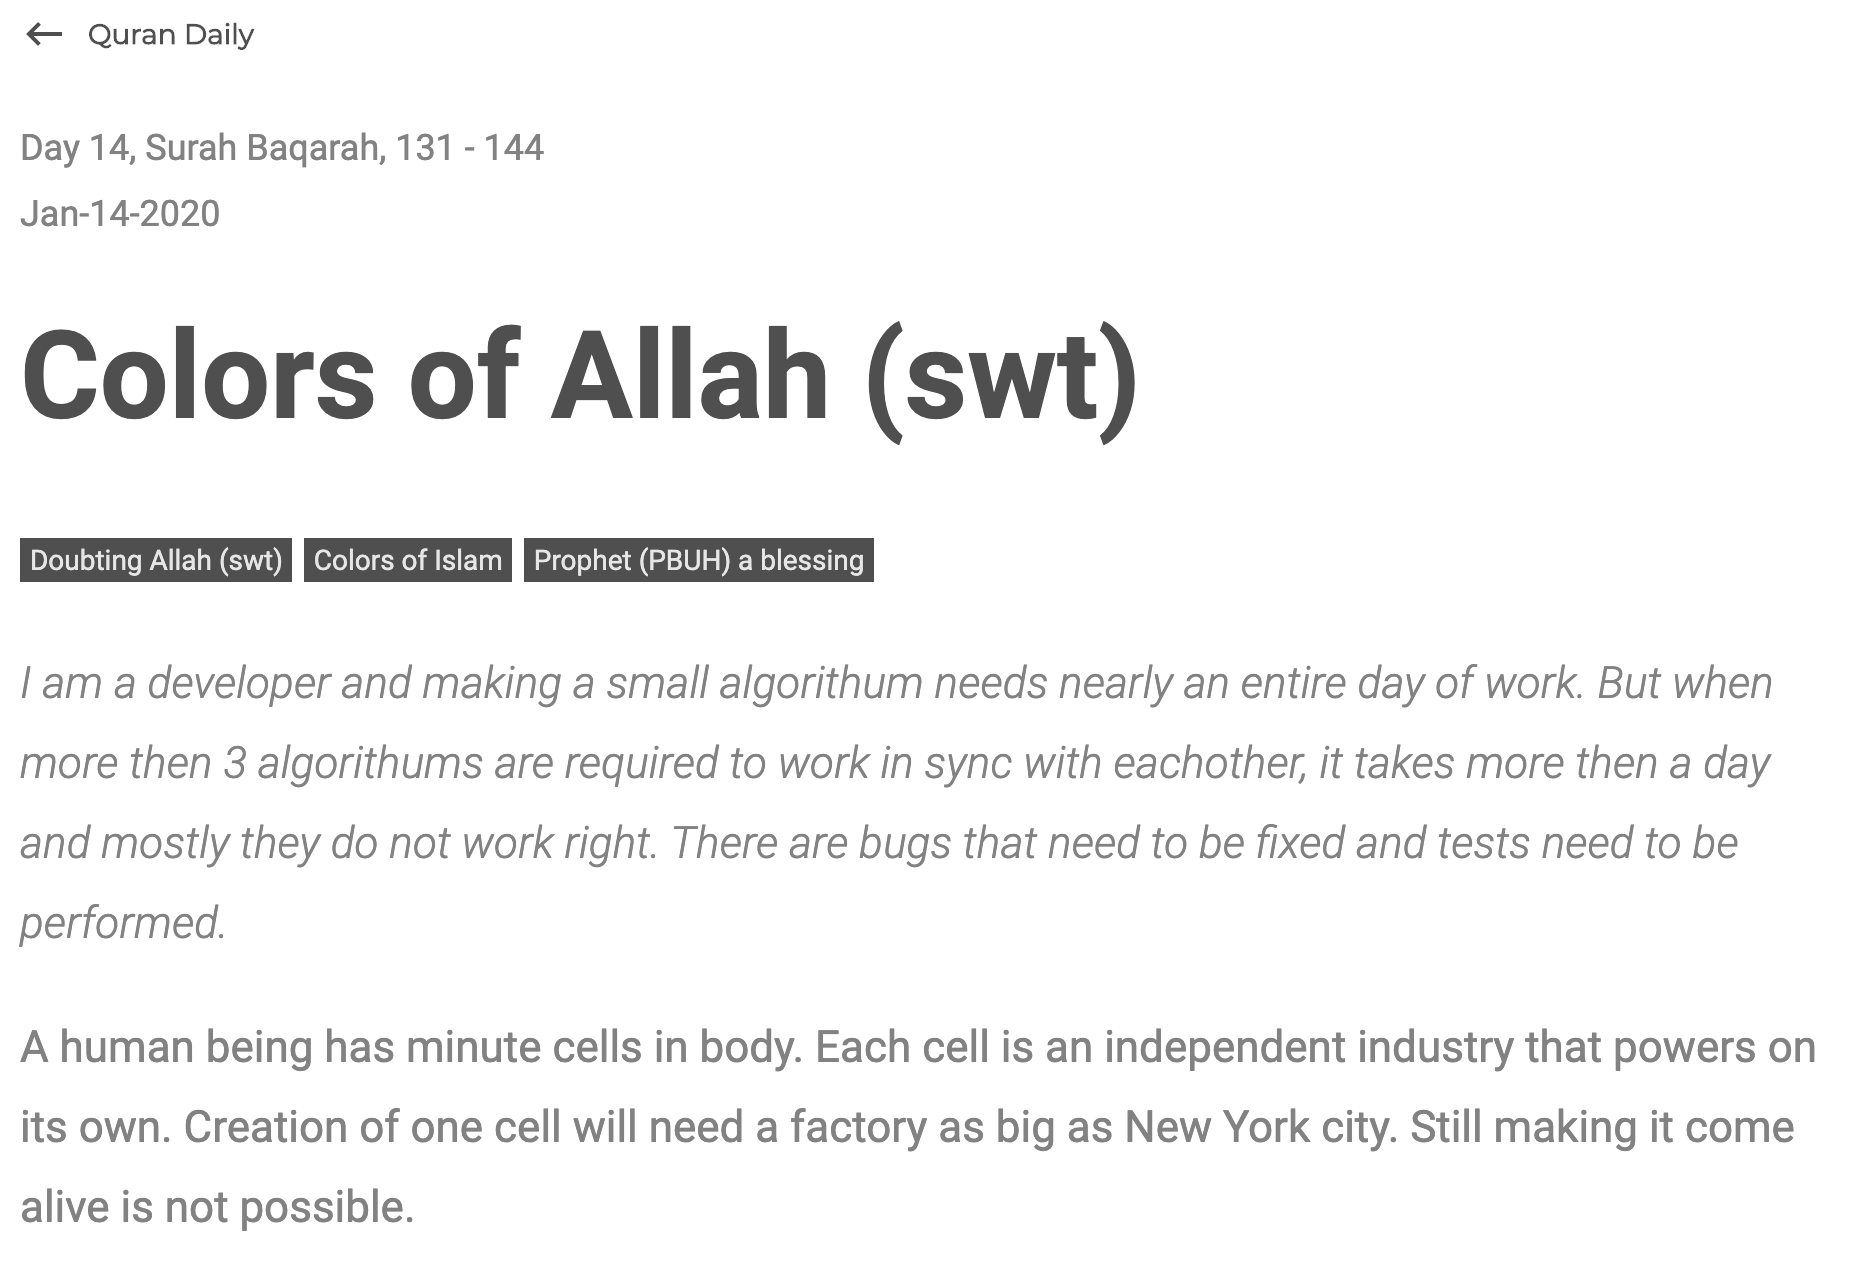 Quran Daily
Day 14, Surah Baqarah, 131 - 144
Jan-14-2020
Colors of Allah (swt)
Doubting Allah (swt) Colors of Islam Prophet (PBUH) a blessing
I am a developer and making a small algorithum needs nearly an entire day of work. But when
more then 3 algorithums are required to work in sync with eachother, it takes more then a day
and mostly they do not work right. There are bugs that need to be fixed and tests need to be
performed.
A human being has minute cells in body. Each cell is an independent industry that powers on
its own. Creation of one cell will need a factory as big as New York city. Still making it come
alive is not possible.